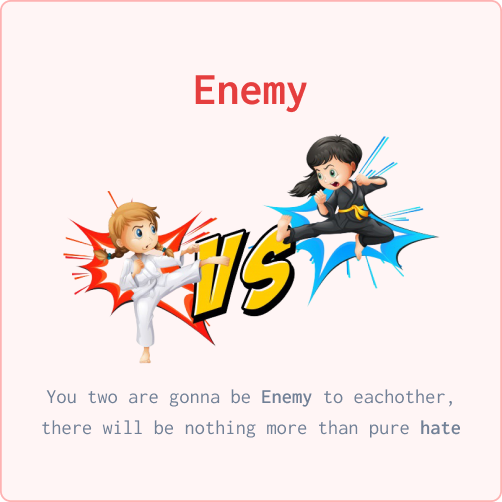 Enemy
VS
You two are gonna be Enemy to eachother,
there will be nothing more than pure hate